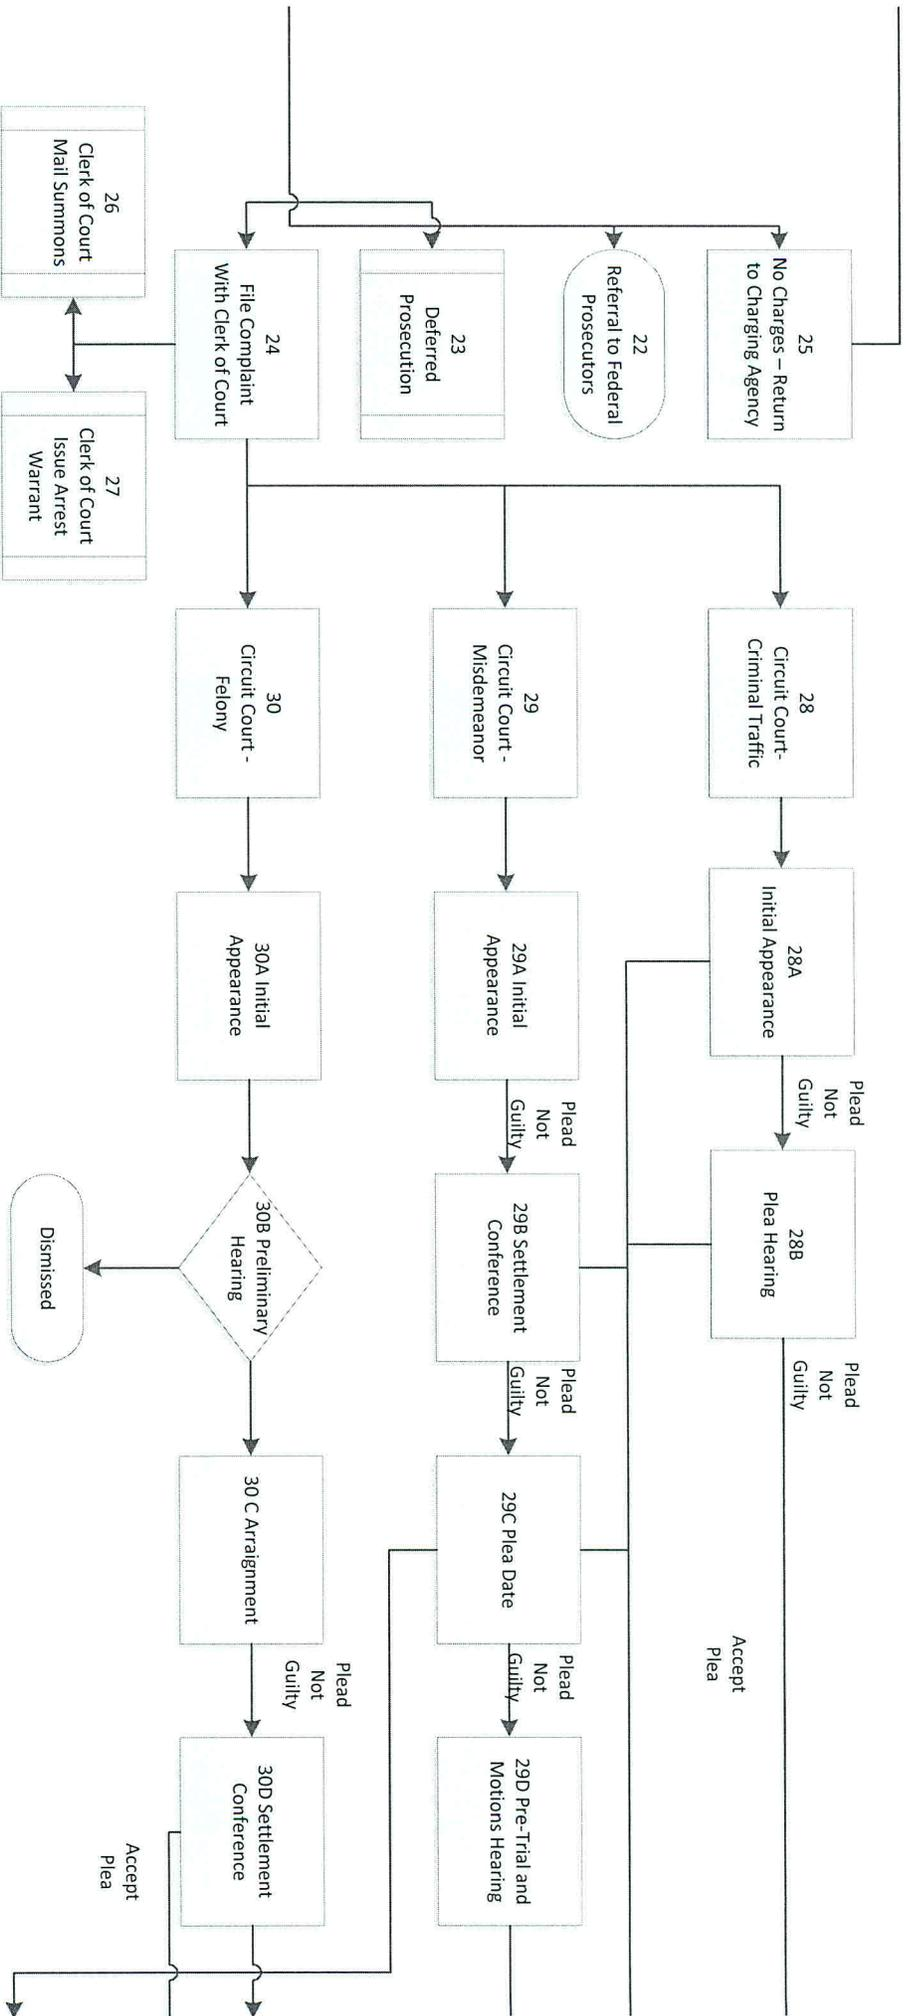 25
No Charges – Return
to Charging Agency
22
Referral to Federal
Prosecutors
23
Deferred
Prosecution
24
File Complaint
With Clerk of Court
26
Clerk of Court
Mail Summons
27
Clerk of Court
Issue Arrest
Warrant
28
Circuit Court-
Criminal Traffic
28A
Initial Appearance
Plead
Not
Guilty
28B
Plea Hearing
Plead
Not
Guilty
Accept
Plea
29
Circuit Court -
Misdemeanor
29A Initial
Appearance
Plead
Not
Guilty
29B Settlement
Conference
Plead
Not
Guilty
29C Plea Date
Plead
Not
Guilty
29D Pre-Trial and
Motions Hearing
30
Circuit Court -
Felony
30A Initial
Appearance
30B Preliminary
Hearing
Dismissed
30 C Arraignment
Plead
Not
Guilty
30D Settlement
Conference
Accept
Plea